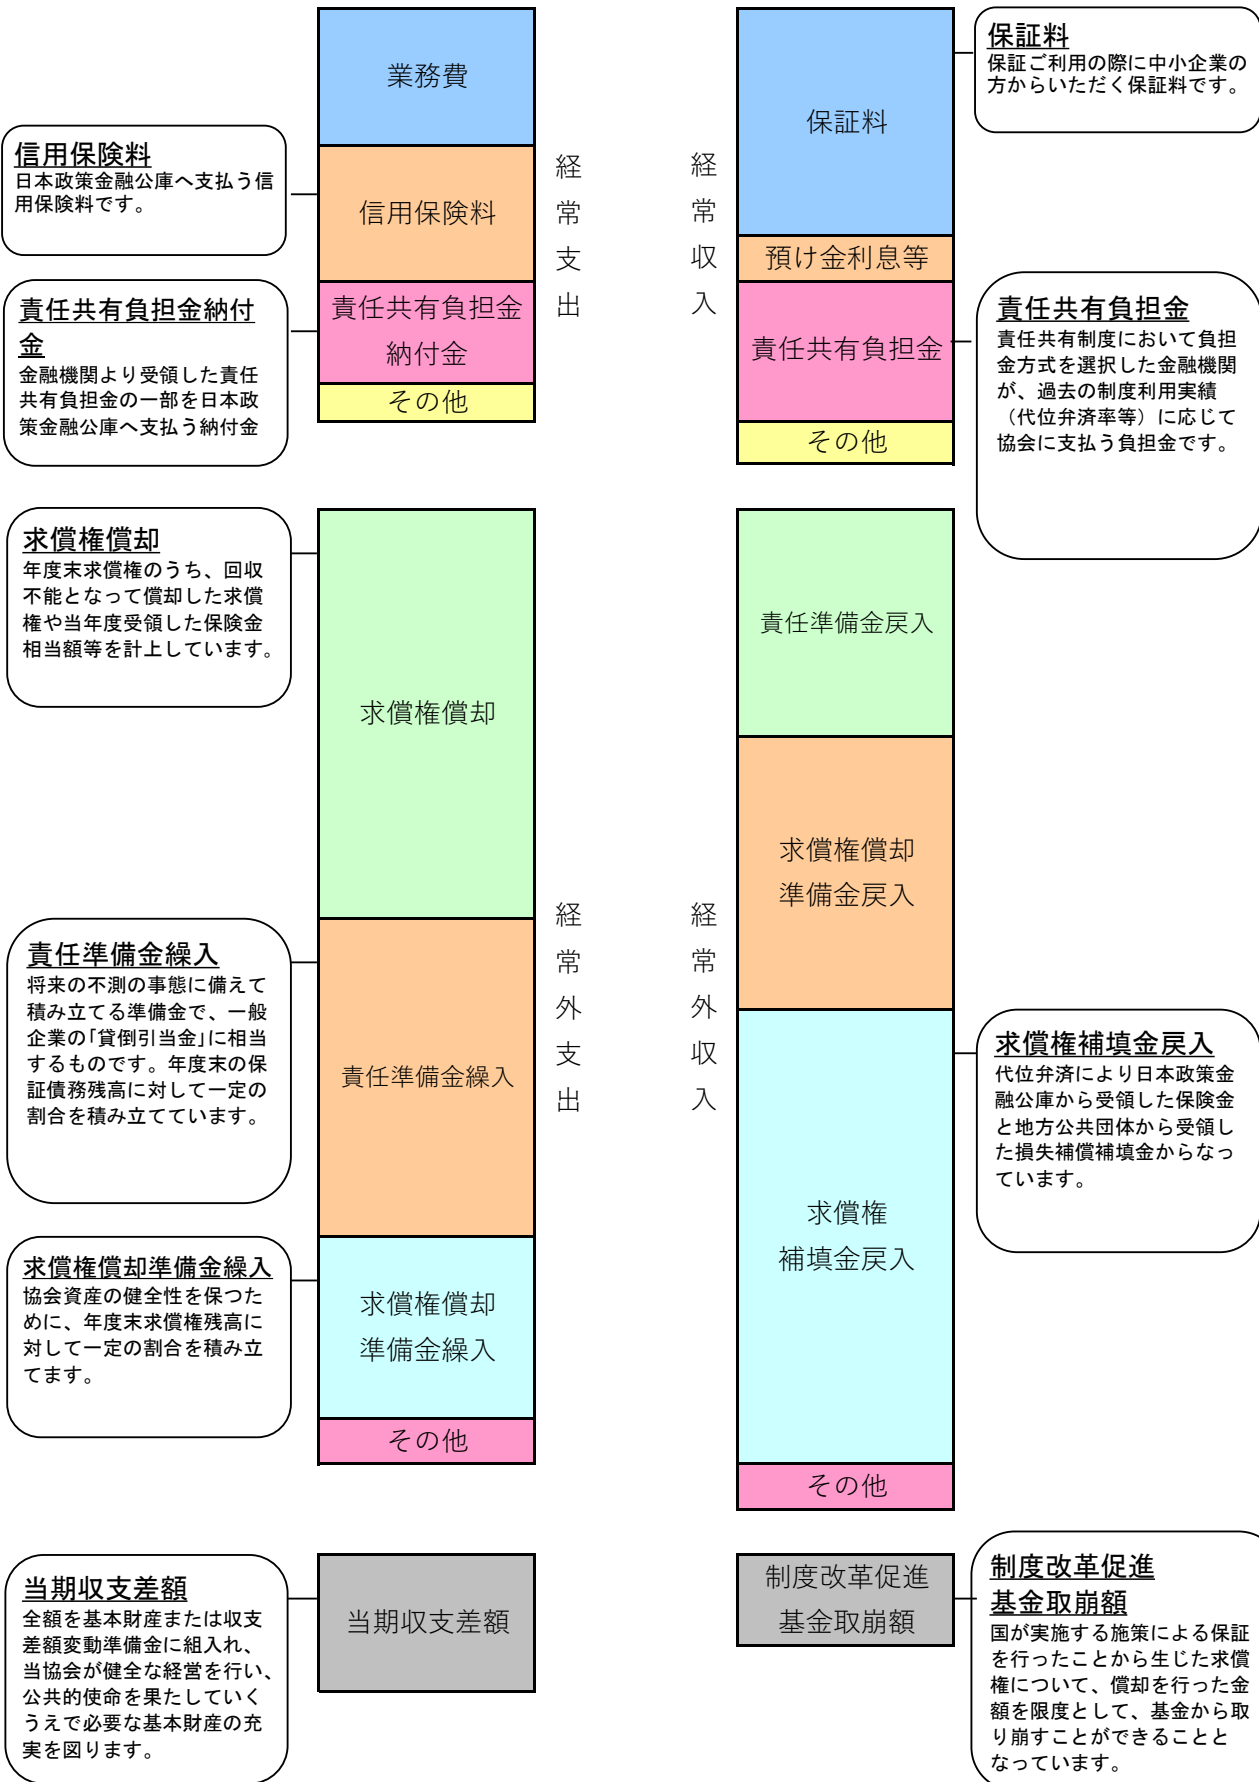 業務費
信用保険料
日本政策金融公庫へ支払う信
用保険料です。
信用保険料
責任共有負担金納付
金
金融機関より受領した責任
共有負担金の一部を日本政
策金融公庫へ支払う納付金
責任共有負担金
納付金
その他
経常支出
経常収入
保証料
預け金利息等
責任共有負担金
その他
保証料
保証ご利用の際に中小企業の
方からいただく保証料です。
責任共有負担金
責任共有制度において負担
金方式を選択した金融機関
が、過去の制度利用実績
（代位弁済率等）に応じて
協会に支払う負担金です。
求償権償却
年度末求償権のうち、回収
不能となって償却した求償
権や当年度受領した保険金
相当額等を計上しています。
求償権償却
責任準備金繰入
将来の不測の事態に備えて
積み立てる準備金で、一般
企業の｢貸倒引当金｣に相当
するものです。年度末の保
証債務残高に対して一定の
割合を積み立てています。
責任準備金繰入
求償権償却準備金繰入
協会資産の健全性を保つた
めに、年度末求償権残高に
対して一定の割合を積み立
てます。
求償権償却
準備金繰入
その他
経常外支出
経常外収入
責任準備金戻入
求償権償却
準備金戻入
求償権
補填金戻入
その他
求償権補填金戻入
代位弁済により日本政策金
融公庫から受領した保険金
と地方公共団体から受領し
た損失補償補填金からなっ
ています。
当期収支差額
全額を基本財産または収支
差額変動準備金に組入れ、
当協会が健全な経営を行い、
公共的使命を果たしていく
うえで必要な基本財産の充
実を図ります。
当期収支差額
制度改革促進
基金取崩額
制度改革促進
基金取崩額
国が実施する施策による保証
を行ったことから生じた求償
権について、償却を行った金
額を限度として、基金から取
り崩すことができることと
なっています。